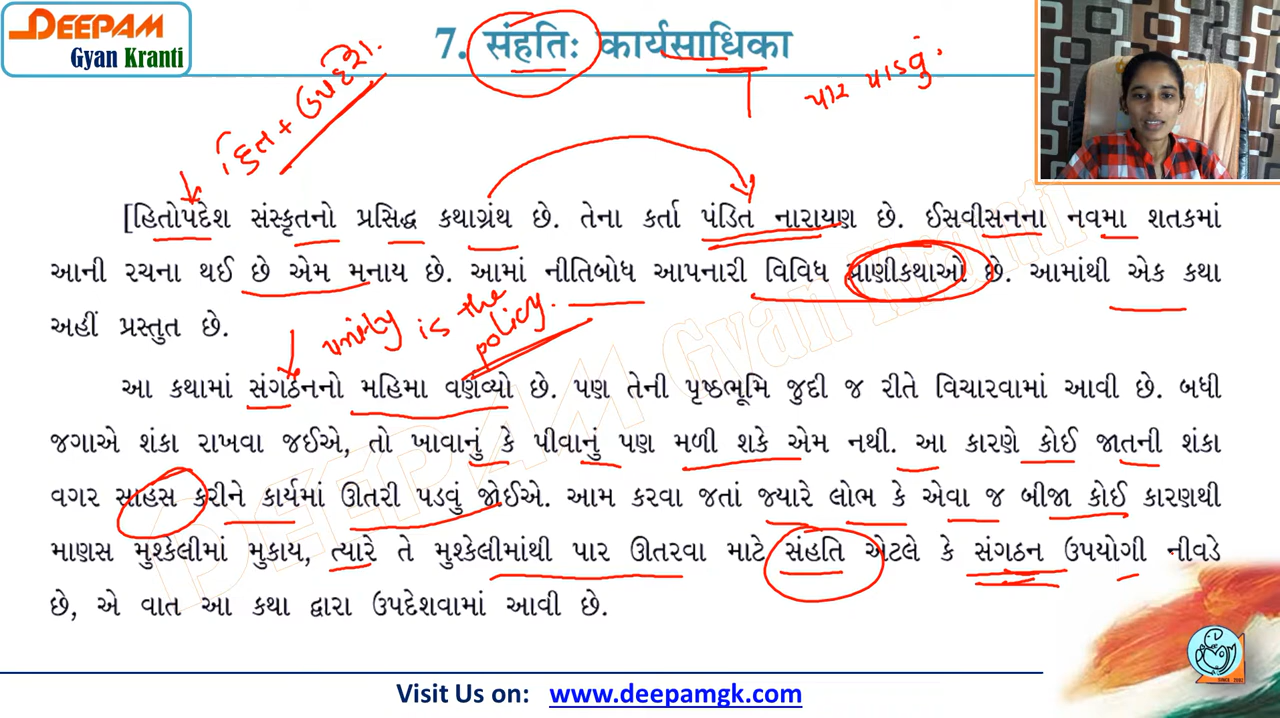 DEEPAM
Gyan Kranti
7. संहतिः कार्यसाधिका
હિત + ઉપદેશ.
પાર પાડવું.
[હિતોપદેશ સંસ્કૃતનો પ્રસિદ્ધ કથાગ્રંથ છે. તેના કર્તા પંડિત નારાયણ છે. ઈસવીસનના નવમા શતકમાં
આની રચના થઈ છે એમ મનાય છે. આમાં નીતિબોધ આપનારી વિવિધ પ્રાણીકથાઓ છે. આમાંથી એક કથા
અહીં પ્રસ્તુત છે.
unity is the
policy.
આ કથામાં સંગઠનનો મહિમા વર્ણવ્યો છે. પણ તેની પૃષ્ઠભૂમિ જુદી જ રીતે વિચારવામાં આવી છે. બધી
જગાએ શંકા રાખવા જઈએ, તો ખાવાનું કે પીવાનું પણ મળી શકે એમ નથી. આ કારણે કોઈ જાતની શંકા
વગર સાહસ કરીને કાર્યમાં ઊતરી પડવું જોઈએ. આમ કરવા જતાં જ્યારે લોભ કે એવા જ બીજા કોઈ કારણથી
માણસ મુશ્કેલીમાં મુકાય, ત્યારે તે મુશ્કેલીમાંથી પાર ઊતરવા માટે સંહતિ એટલે કે સંગઠન ઉપયોગી નીવડે
છે, એ વાત આ કથા દ્વારા ઉપદેશવામાં આવી છે.
DEEPAM Gyan Kranti
Visit Us on: www.deepamgk.com